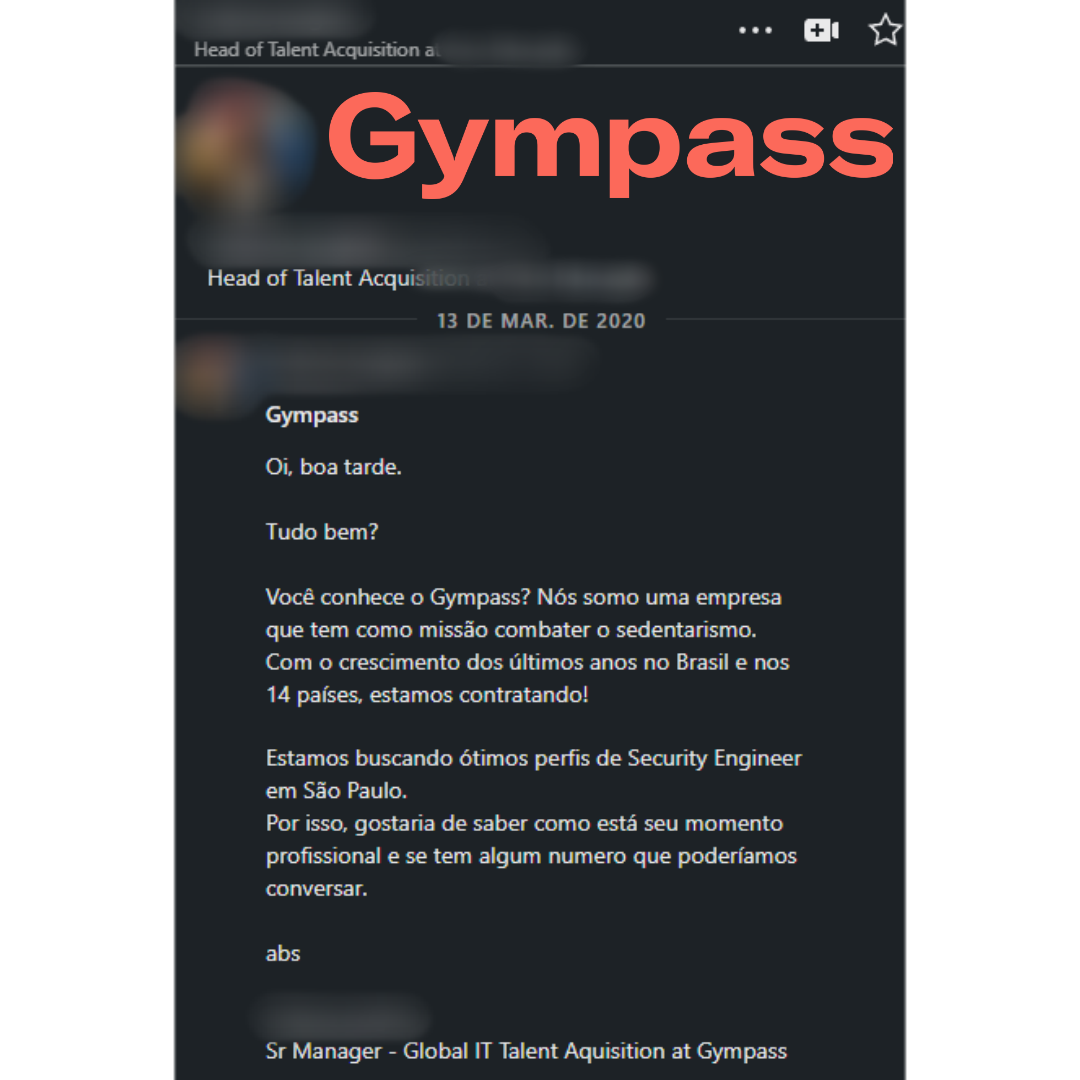 Head of Talent Acquisition a
Gympass
Head of Talent Acquisition
13 DE MAR. DE 2020
Gympass
Oi, boa tarde.
Tudo bem?
Você conhece o Gympass? Nós somo uma empresa
que tem como missão combater o sedentarismo.
Com o crescimento dos últimos anos no Brasil e nos
14 países, estamos contratando!
Estamos buscando ótimos perfis de Security Engineer
em São Paulo.
Por isso, gostaria de saber como está seu momento
profissional e se tem algum numero que poderíamos
conversar.
abs
Sr Manager - Global IT Talent Aquisition at Gympass